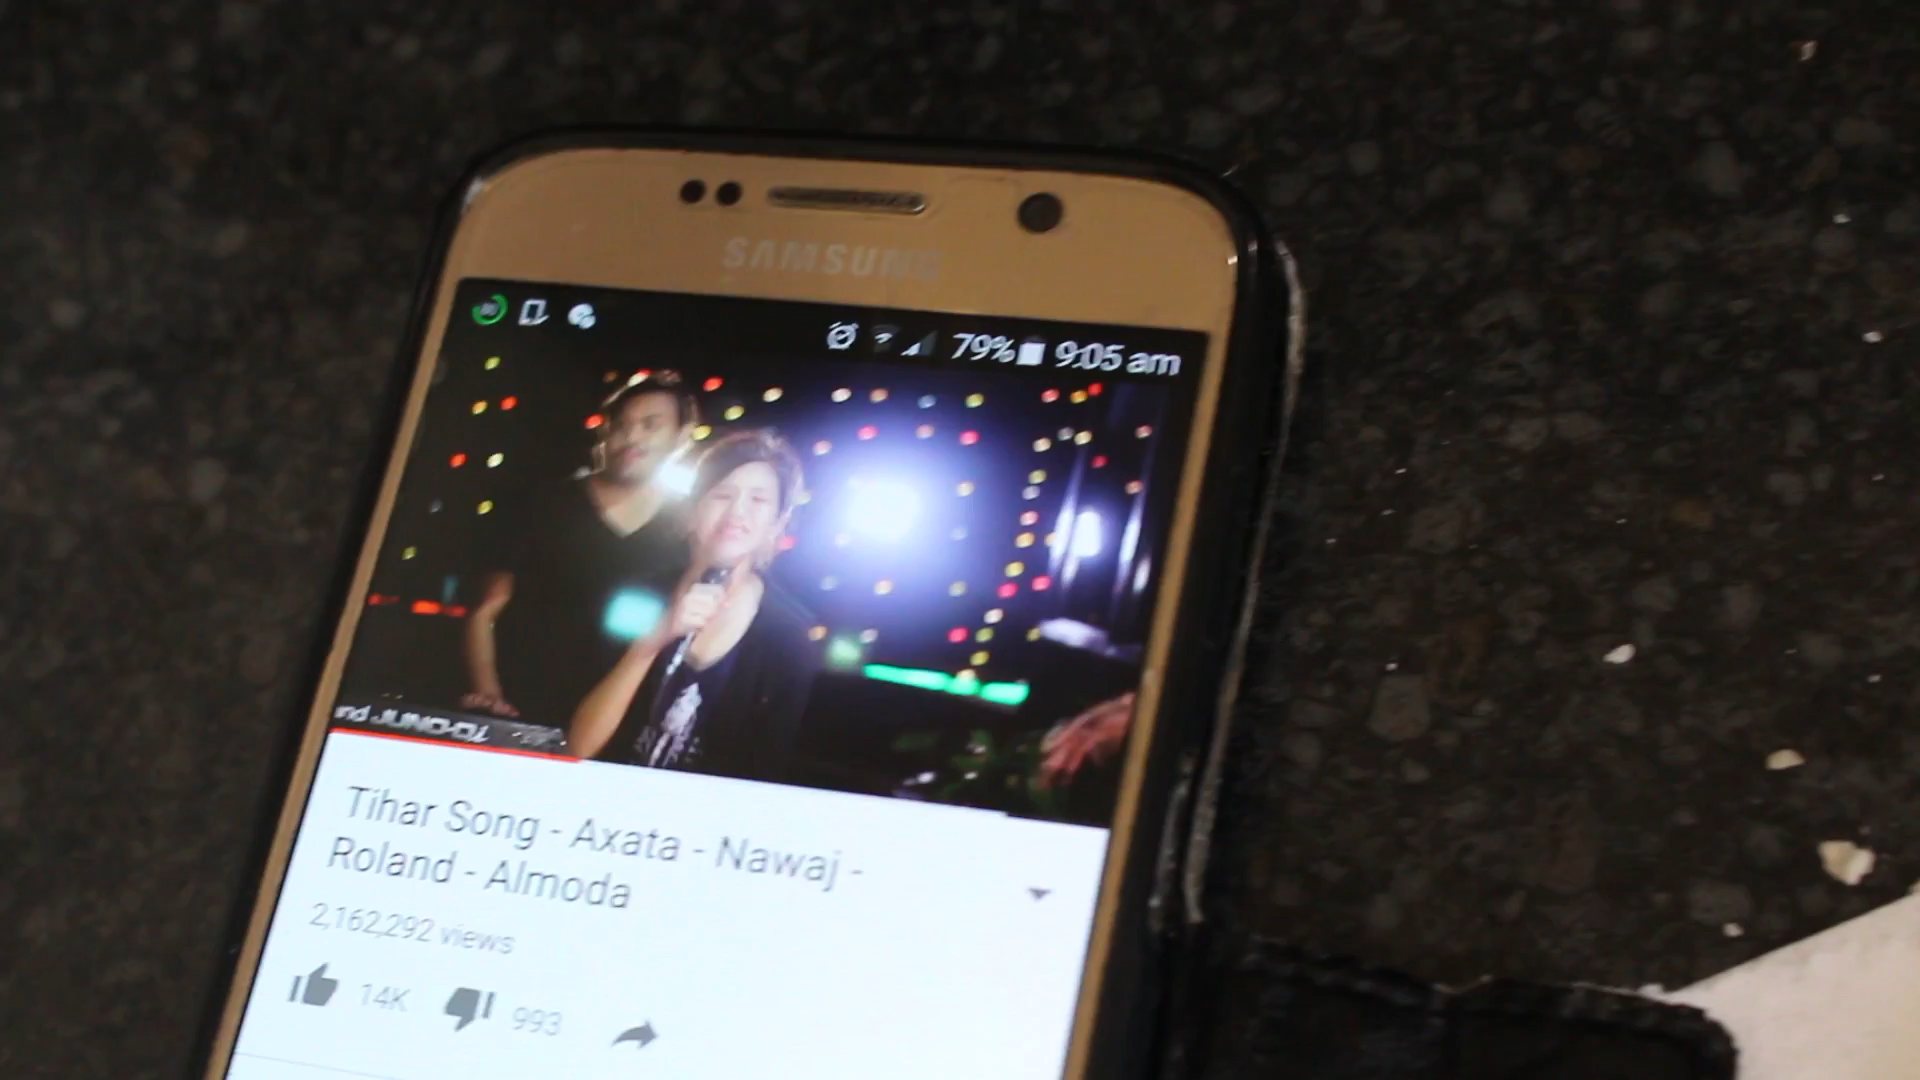 SAMSUNG
79% 9:05 am
Tihar Song - Axata - Nawaj -
Roland - Almoda
2,162,292 views
14K 993